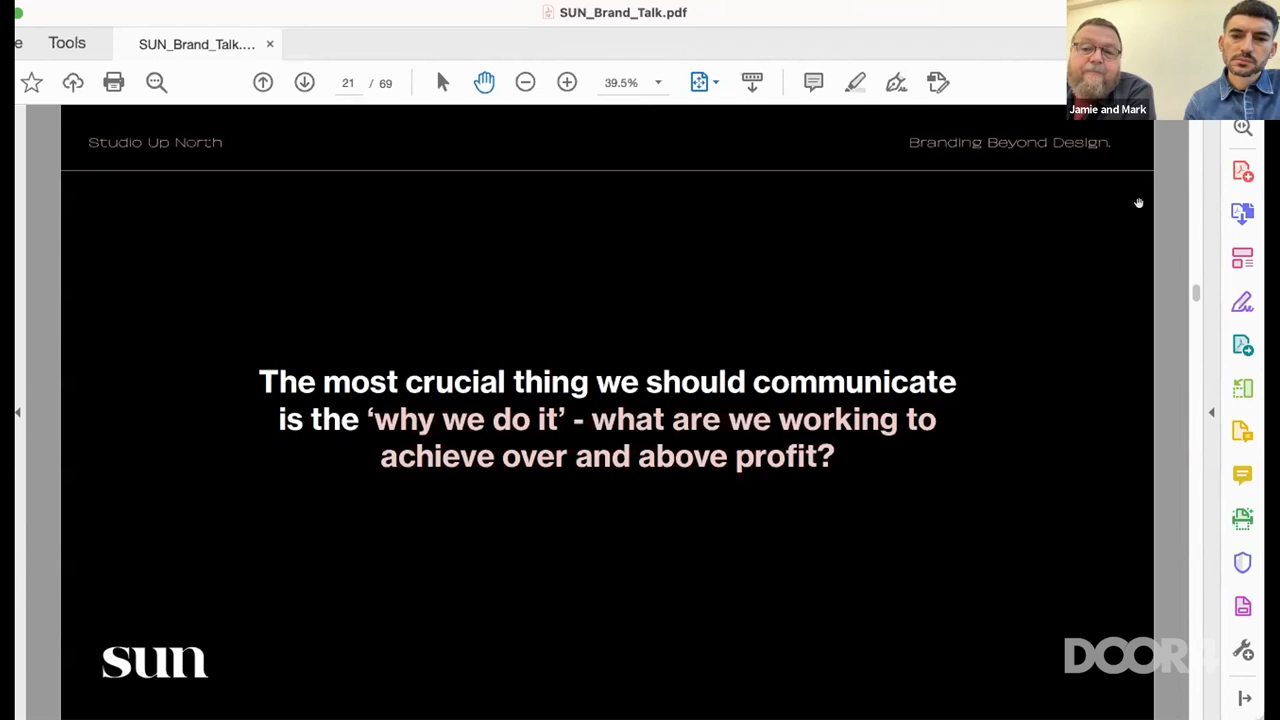 SUN_Brand_Talk.pdf
e
Tools
SUN_Brand_Talk....
21 / 69
39.5%
Jamie and Mark
Studio Up North
Branding Beyond Design.
The most crucial thing we should communicate
is the ‘why we do it’ - what are we working to
achieve over and above profit?
sun
DOOR4